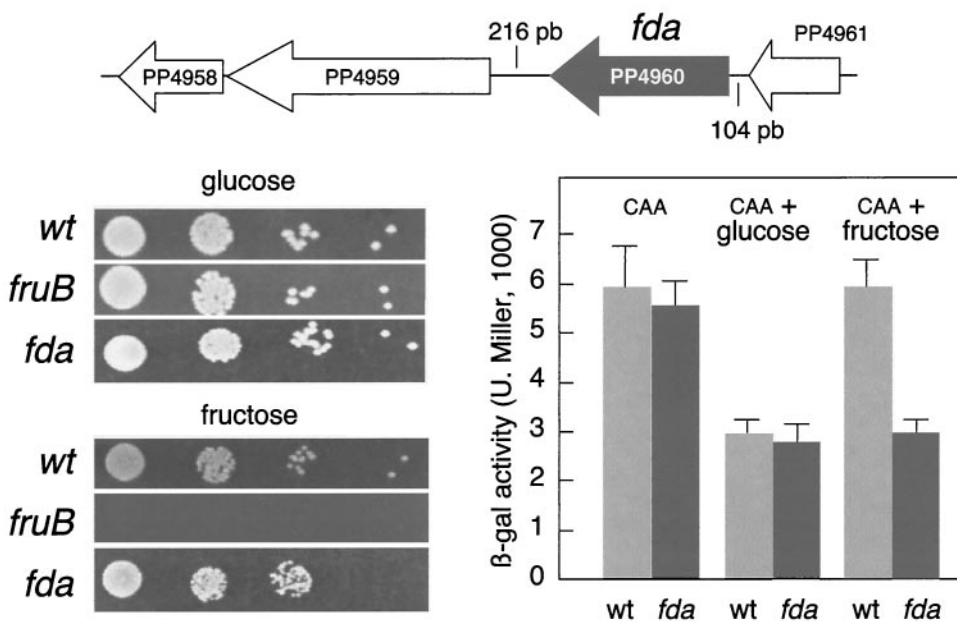 216 pb
fda
PP4961
PP4958
PP4959
PP4960
104 pb
glucose
wt
fruB
fda
fructose
wt
fruB
fda
ß-gal activity (U. Miller, 1000)
7
6
5
4
3
2
1
0
CAA
CAA +
glucose
CAA +
fructose
wt
fda
wt
fda
wt
fda